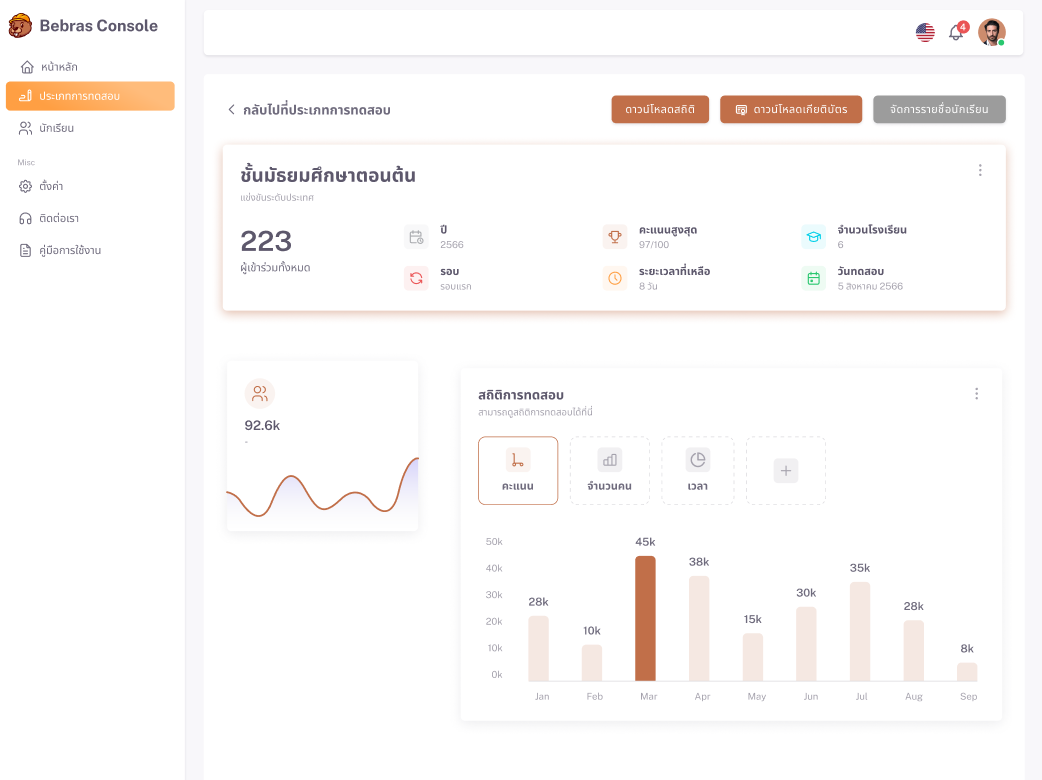 Bebras Console
หน้าหลัก
ประเภทการทดสอบ
นักเรียน
Misc
ตั้งค่า
ติดต่อเรา
คู่มือการใช้งาน
4
กลับไปที่ประเภทการทดสอบ
ดาวน์โหลดสถิติ
ดาวน์โหลดเกียติบัตร
จัดการรายชื่อนักเรียน
ชั้นมัธยมศึกษาตอนต้น
แข่งขันระดับประเทศ
223
ผู้เข้าร่วมทั้งหมด
ปี
2566
รอบ
รอบแรก
คะแนนสูงสุด
97/100
ระยะเวลาที่เหลือ
8 วัน
จำนวนโรงเรียน
6
วันทดสอบ
5 สิงหาคม 2566
92.6k
-
สถิติการทดสอบ
สามารถดูสถิติการทดสอบได้ที่นี่
คะแนน
จำนวนคน
เวลา
50k
40k
30k
20k
10k
0k
28k
10k
45k
38k
15k
30k
35k
28k
8k
Jan
Feb
Mar
Apr
May
Jun
Jul
Aug
Sep